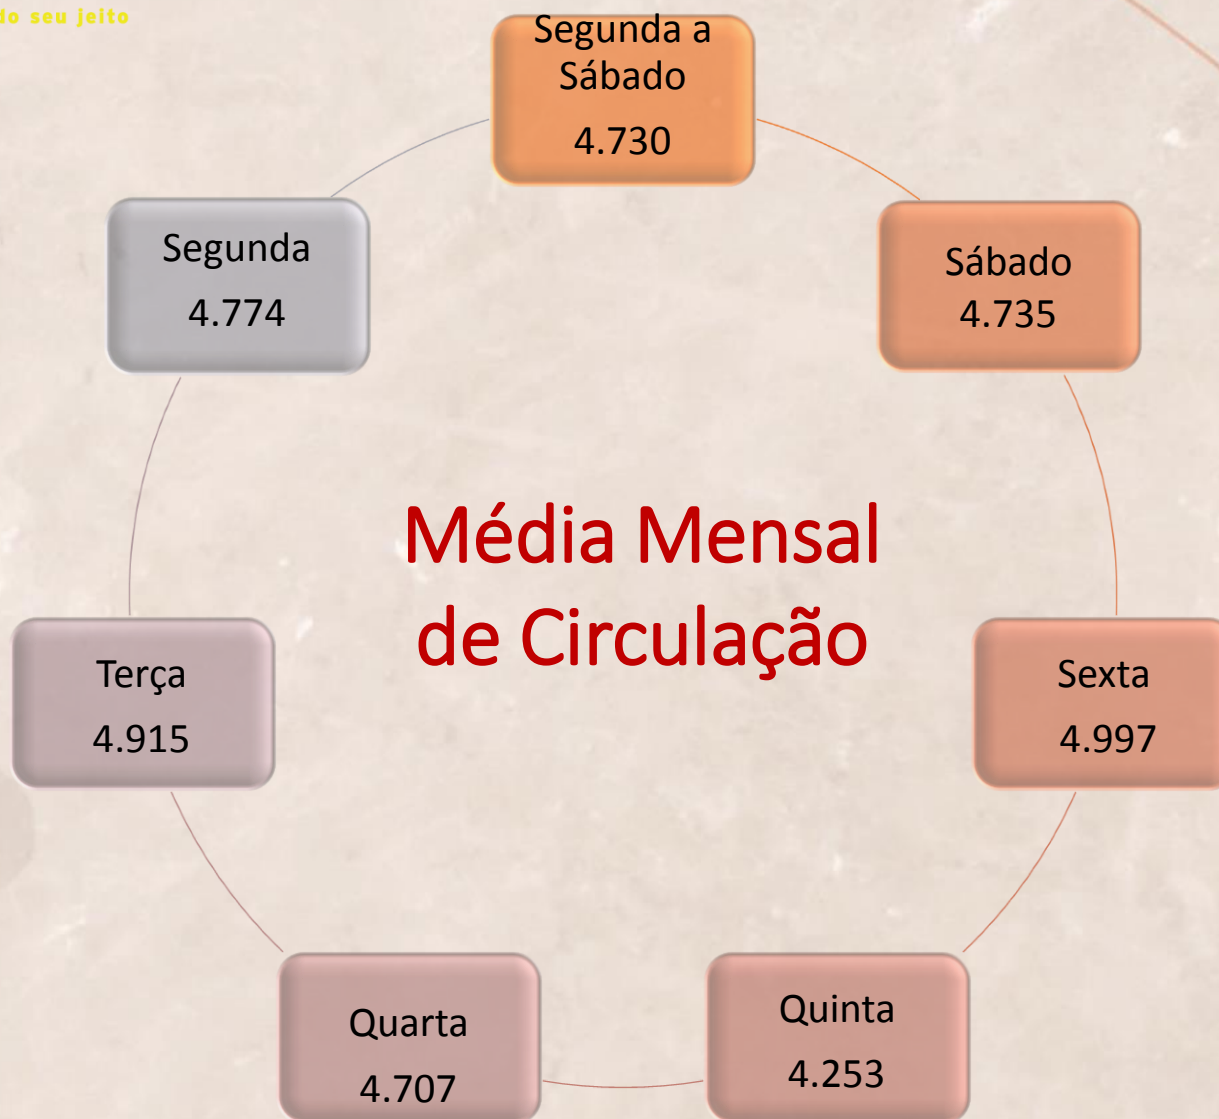 do seu jeito
Segunda a
Sábado
4.730
Segunda
4.774
Sábado
4.735
Média Mensal
de Circulação
Terça
4.915
Sexta
4.997
Quarta
4.707
Quinta
4.253